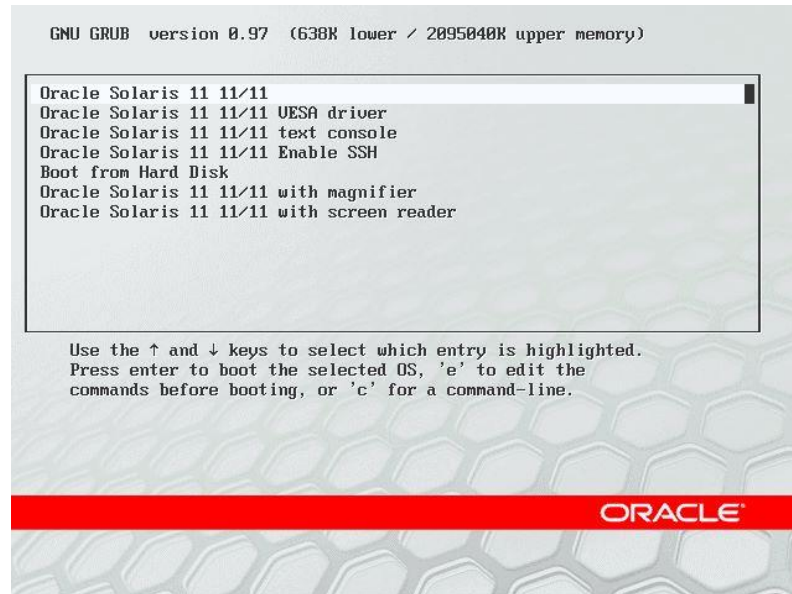 GNU GRUB version 0.97 (638K lower / 2095040K upper memory)
Oracle Solaris 11 11/11
Oracle Solaris 11 11/11 VESA driver
Oracle Solaris 11 11/11 text console
Oracle Solaris 11 11/11 Enable SSH
Boot from Hard Disk
Oracle Solaris 11 11/11 with magnifier
Oracle Solaris 11 11/11 with screen reader
Use the ↑ and ↓ keys to select which entry is highlighted.
Press enter to boot the selected OS, 'e' to edit the
commands before booting, or 'c' for a command-line.
ORACLE